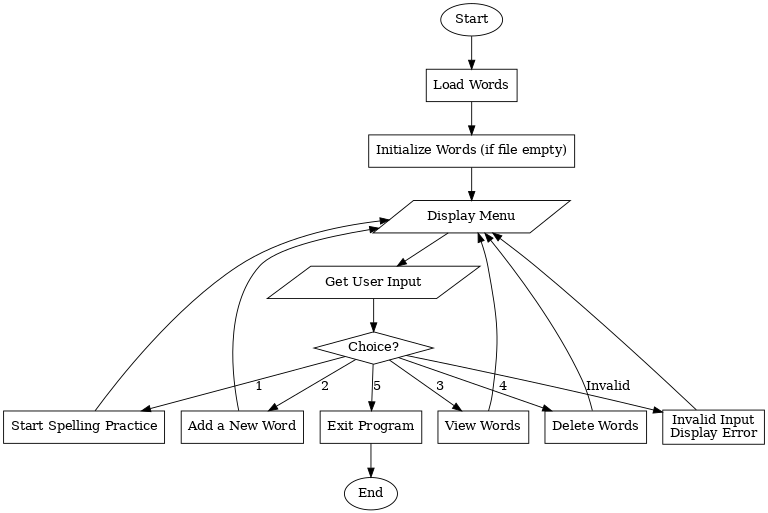 Start
Load Words
Initialize Words (if file empty)
Display Menu
Get User Input
Choice?
1
2
5
3
4
Invalid
Start Spelling Practice
Add a New Word
Exit Program
View Words
Delete Words
Invalid Input
Display Error
End